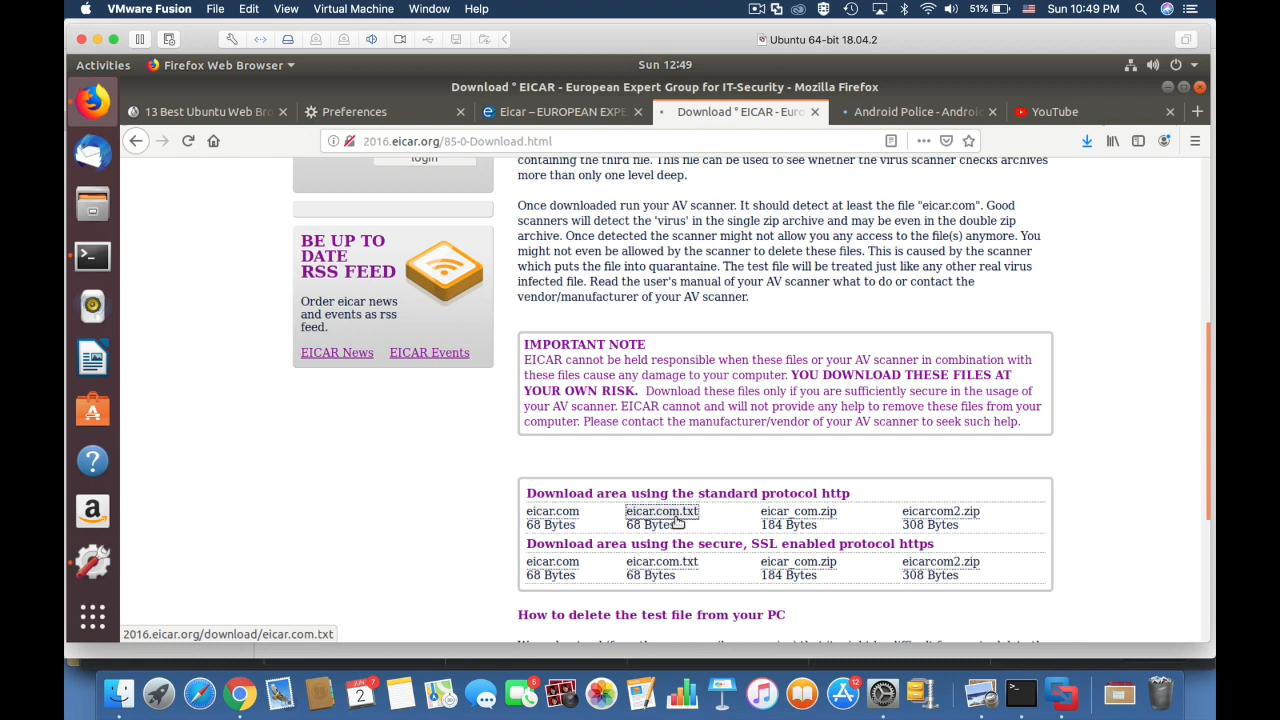 VMware Fusion File Edit View Virtual Machine Window Help 51% Sun 10:49 PM
Ubuntu 64-bit 18.04.2
Activities Firefox Web Browser Sun 12:49
Download ° EICAR - European Expert Group for IT-Security - Mozilla Firefox
13 Best Ubuntu Web Bro Preferences Eicar – EUROPEAN EXPE Download ° EICAR - Euro Android Police - Androi YouTube
2016.eicar.org/85-0-Download.html
login
containing the third file. This file can be used to see whether the virus scanner checks archives
more than only one level deep.
Once downloaded run your AV scanner. It should detect at least the file "eicar.com". Good
scanners will detect the 'virus' in the single zip archive and may be even in the double zip
archive. Once detected the scanner might not allow you any access to the file(s) anymore. You
might not even be allowed by the scanner to delete these files. This is caused by the scanner
which puts the file into quarantaine. The test file will be treated just like any other real virus
infected file. Read the user's manual of your AV scanner what to do or contact the
vendor/manufacturer of your AV scanner.
BE UP TO
DATE
RSS FEED
Order eicar news
and events as rss
feed.
EICAR News EICAR Events
IMPORTANT NOTE
EICAR cannot be held responsible when these files or your AV scanner in combination with
these files cause any damage to your computer. YOU DOWNLOAD THESE FILES AT
YOUR OWN RISK. Download these files only if you are sufficiently secure in the usage of
your AV scanner. EICAR cannot and will not provide any help to remove these files from your
computer. Please contact the manufacturer/vendor of your AV scanner to seek such help.
Download area using the standard protocol http
eicar.com eicar.com.txt eicar_com.zip eicarcom2.zip
68 Bytes 68 Bytes 184 Bytes 308 Bytes
Download area using the secure, SSL enabled protocol https
eicar.com eicar.com.txt eicar_com.zip eicarcom2.zip
68 Bytes 68 Bytes 184 Bytes 308 Bytes
How to delete the test file from your PC
2016.eicar.org/download/eicar.com.txt
JUN 2 7 5 12